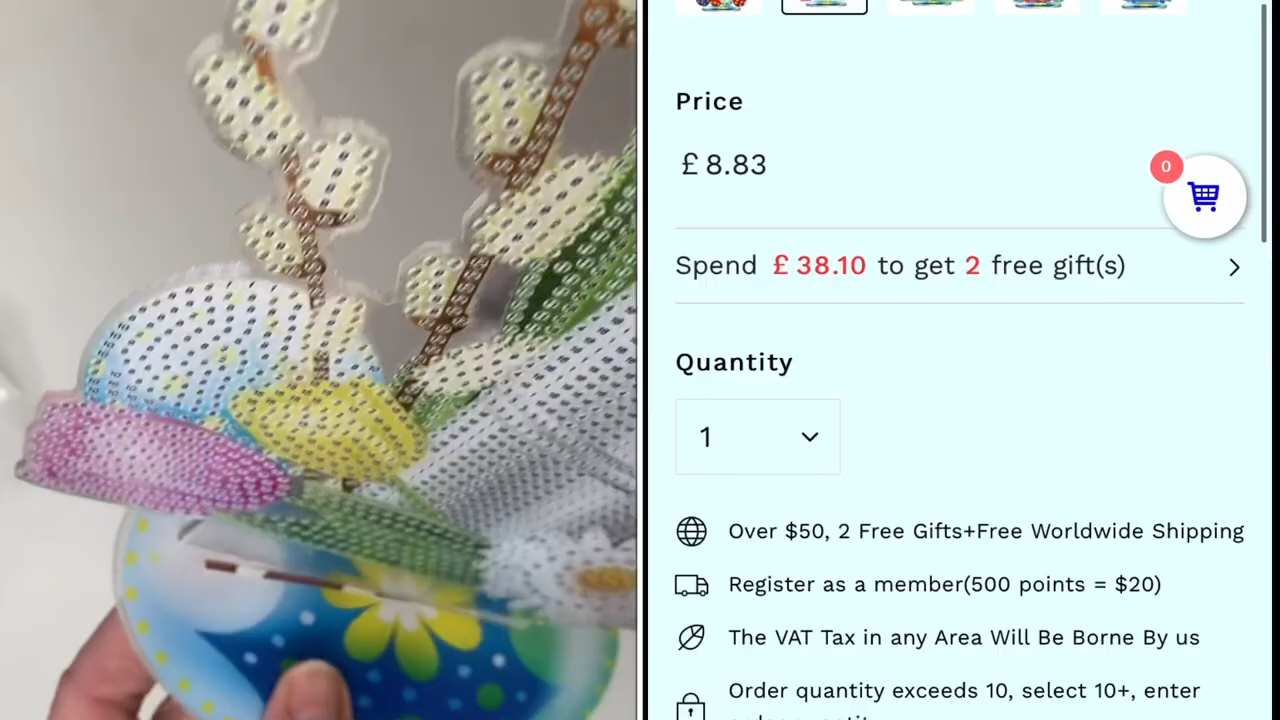 Price
£ 8.83
0
Spend £ 38.10 to get 2 free gift(s)
Quantity
1
Over $50, 2 Free Gifts+Free Worldwide Shipping
Register as a member(500 points = $20)
The VAT Tax in any Area Will Be Borne By us
Order quantity exceeds 10, select 10+, enter